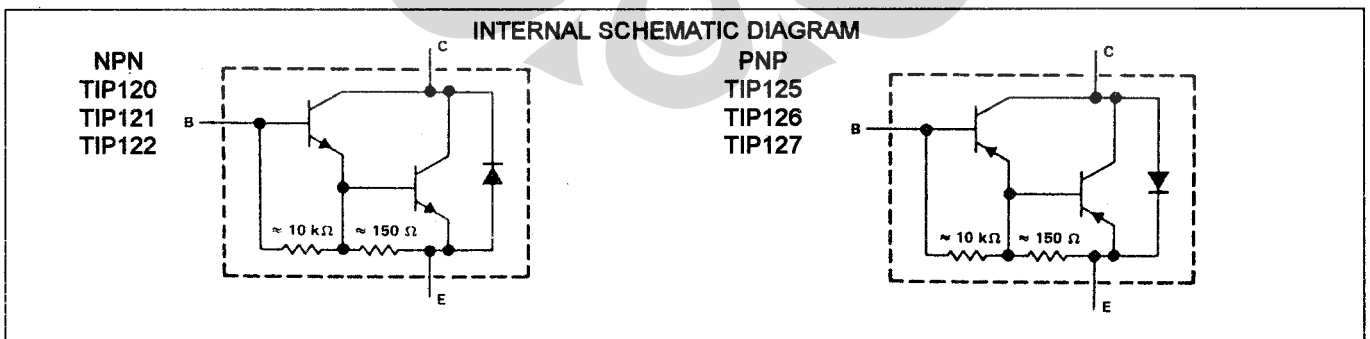 INTERNAL SCHEMATIC DIAGRAM
NPN
TIP120
TIP121
TIP122
C
B
≈ 10 kΩ ≈ 150 Ω
E
PNP
TIP125
TIP126
TIP127
C
B
≈ 10 kΩ ≈ 150 Ω
E